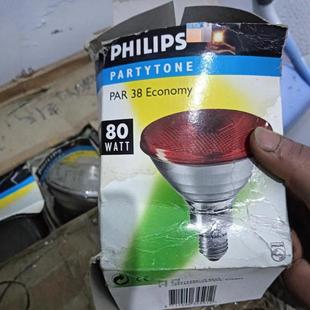 PHILIPS
PARTYTONE
PAR 38 Economy
80
WATT